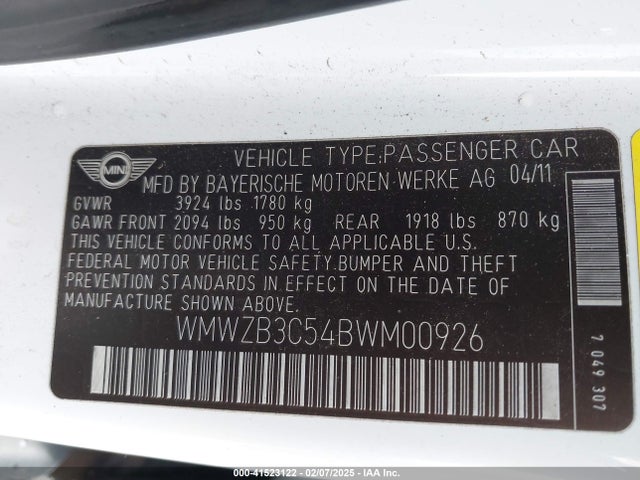 MINI
VEHICLE TYPE:PASSENGER CAR
MFD BY BAYERISCHE MOTOREN WERKE AG 04/11
GVWR 3924 lbs 1780 kg
GAWR FRONT 2094 lbs 950 kg REAR 1918 lbs 870 kg
THIS VEHICLE CONFORMS TO ALL APPLICABLE U.S.
FEDERAL MOTOR VEHICLE SAFETY.BUMPER AND THEFT
PREVENTION STANDARDS IN EFFECT ON THE DATE OF
MANUFACTURE SHOWN ABOVE.
WMWZB3C54BWM00926
7 049 307
000-41523122 - 02/07/2025 - IAA Inc.